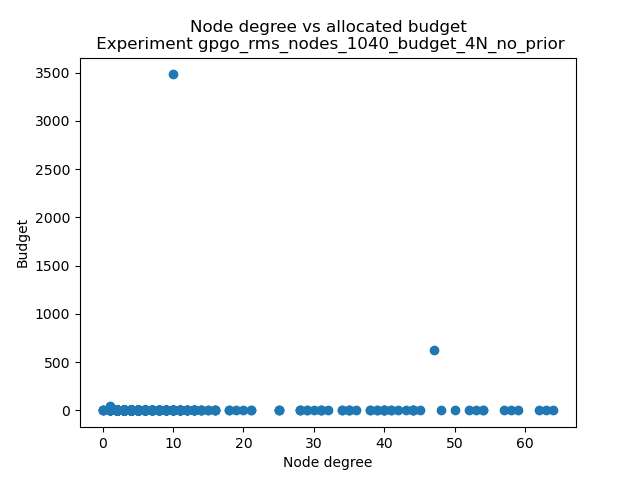 Node degree vs allocated budget
Experiment gpgo_rms_nodes_1040_budget_4N_no_prior
3500
3000
2500
2000
1500
1000
500
0
Budget
0 10 20 30 40 50 60
Node degree